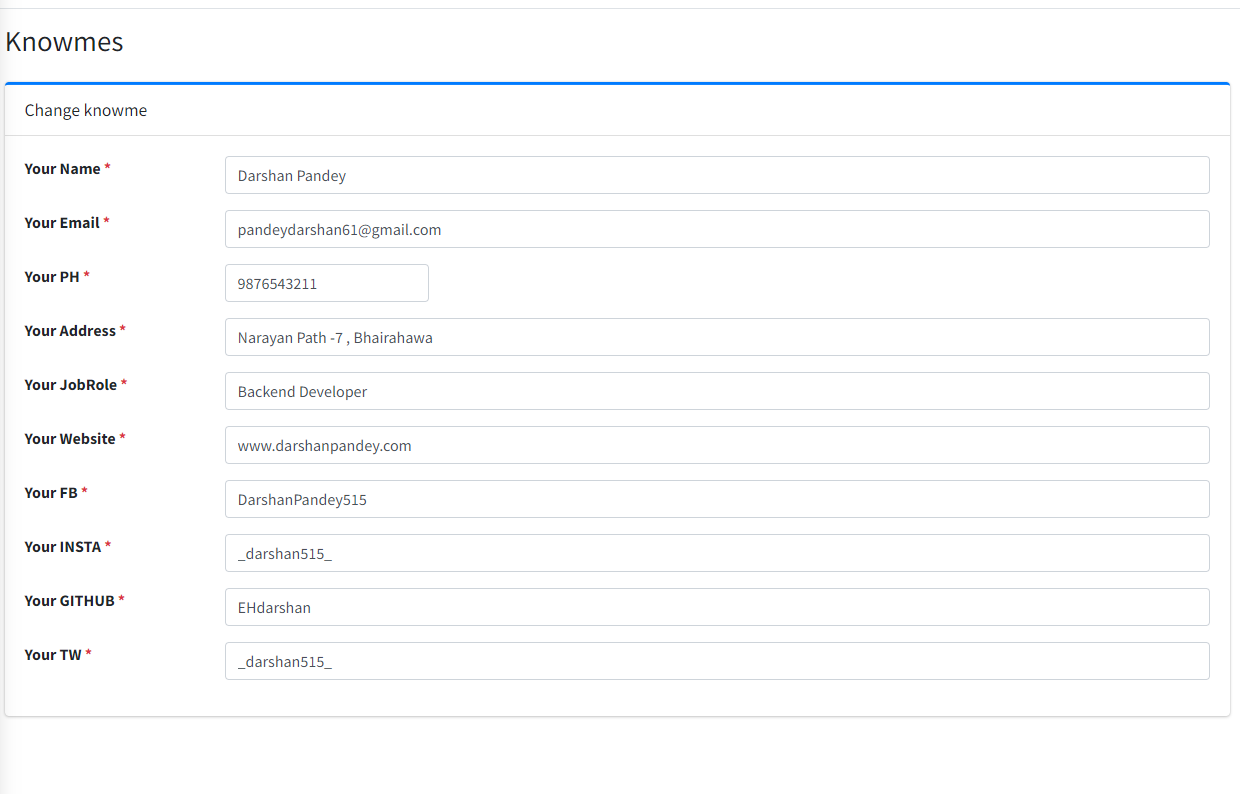 Knowmes
Change knowme
Your Name *
Darshan Pandey
Your Email *
pandeydarshan61@gmail.com
Your PH *
9876543211
Your Address *
Narayan Path -7 , Bhairahawa
Your JobRole *
Backend Developer
Your Website *
www.darshanpandey.com
Your FB *
DarshanPandey515
Your INSTA *
_darshan515_
Your GITHUB *
EHdarshan
Your TW *
_darshan515_